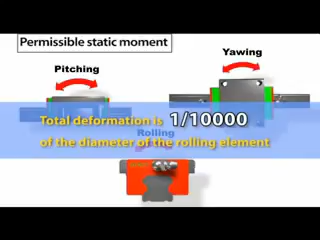 Permissible static moment
Yawing
Pitching
Total deformation is 1/10000
Rolling
of the diameter of the rolling element